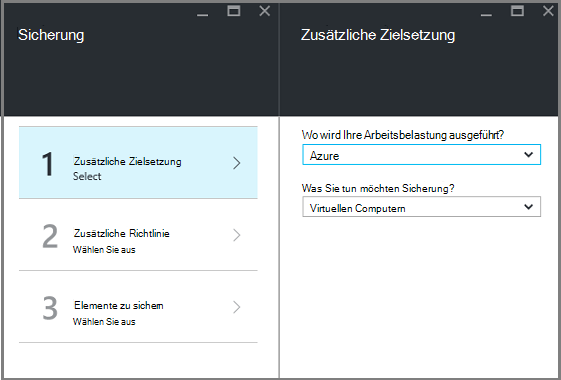 Sicherung
Zusätzliche Zielsetzung
1
Zusätzliche Zielsetzung
Select
2
Zusätzliche Richtlinie
Wählen Sie aus
3
Elemente zu sichern
Wählen Sie aus
Wo wird Ihre Arbeitsbelastung ausgeführt?
Azure
Was Sie tun möchten Sicherung?
Virtuellen Computern